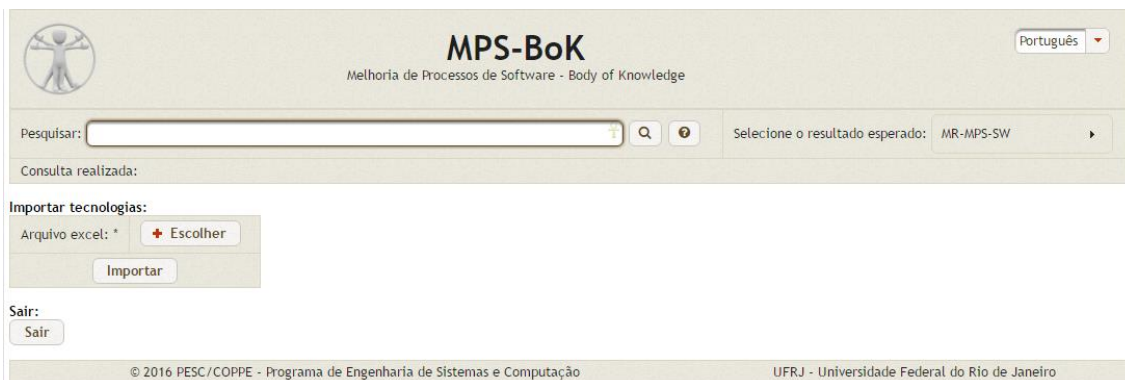 MPS-BoK
Melhoria de Processos de Software - Body of Knowledge
Português
Pesquisar:
Selecione o resultado esperado: MR-MPS-SW
Consulta realizada:
Importar tecnologias:
Arquivo excel: * Escolher
Importar
Sair:
Sair
© 2016 PESC/COPPE - Programa de Engenharia de Sistemas e Computação UFRJ - Universidade Federal do Rio de Janeiro